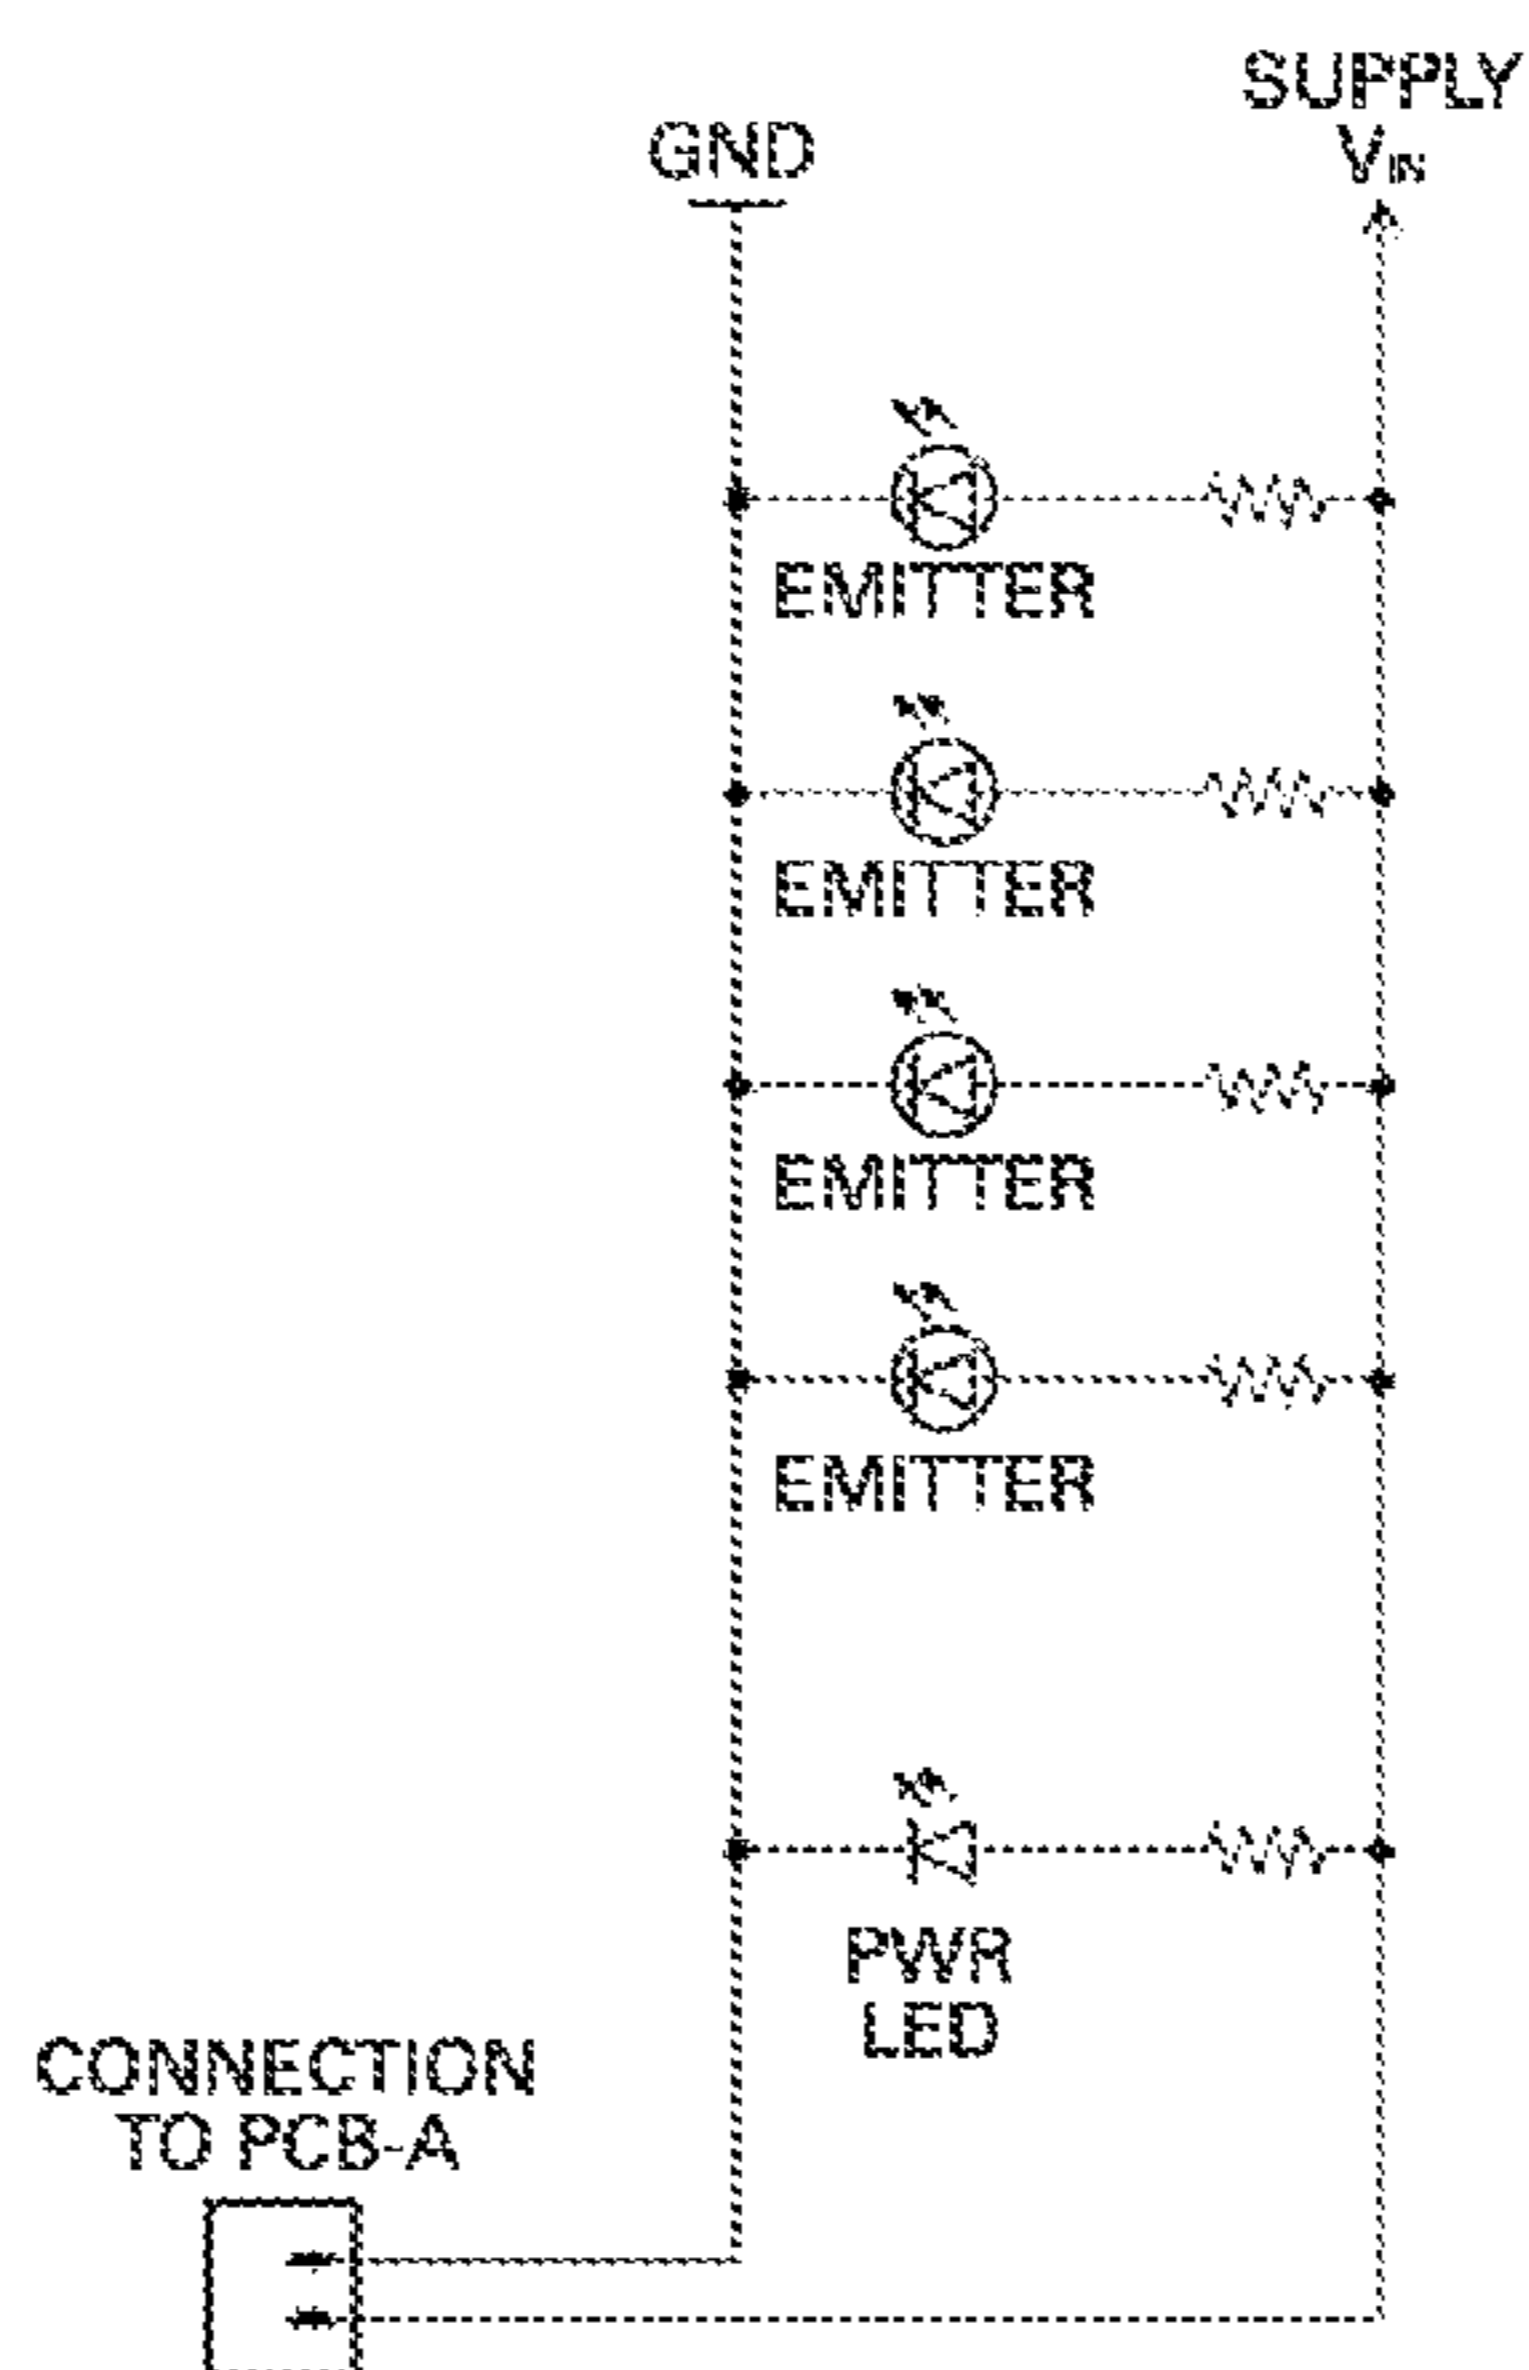 SUPPLY
VIN
GND
EMITTER
EMITTER
EMITTER
EMITTER
PWR
LED
CONNECTION
TO PCB-A